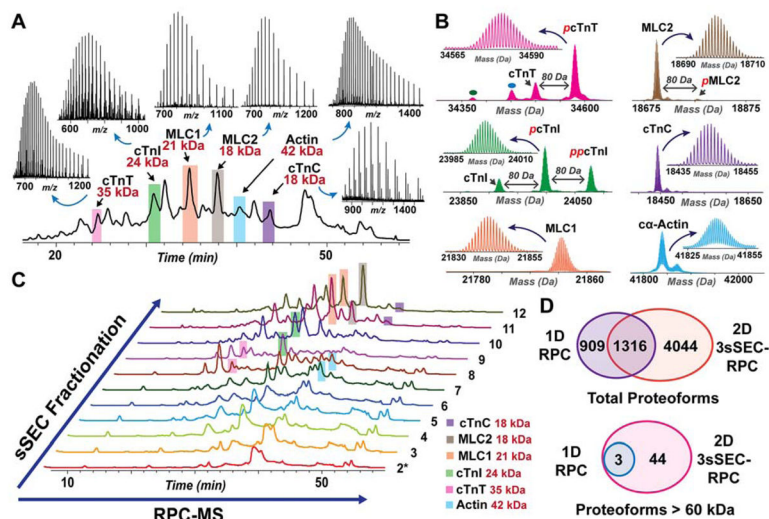 A
700 1200
m/z
600 1000
m/z
700 1100
m/z
700 1200
m/z
800 1400
m/z
900 1400
m/z
cTnT
35 kDa
cTnI
24 kDa
MLC1
21 kDa
MLC2
18 kDa
Actin
42 kDa
cTnC
18 kDa
20 50
Time (min)
B
34565 34590
Mass (Da)
pcTnT
cTnT
80 Da
34350 34600
Mass (Da)
MLC2
18690 18710
Mass (Da)
80 Da
pMLC2
18675 18875
Mass (Da)
23985 24010
Mass (Da)
pcTnI
ppcTnI
cTnI
80 Da 80 Da
23850 24050
Mass (Da)
cTnC
18435 18455
Mass (Da)
18450 18650
Mass (Da)
21830 21855
Mass (Da)
MLC1
21780 21860
Mass (Da)
cα-Actin
41825 41855
Mass (Da)
41800 42000
Mass (Da)
C
sSEC Fractionation
12
11
10
9
8
7
6
5
4
3
2*
10 50
Time (min)
RPC-MS
cTnC 18 kDa
MLC2 18 kDa
MLC1 21 kDa
cTnI 24 kDa
cTnT 35 kDa
Actin 42 kDa
D
1D
RPC
909 1316 4044
2D
3sSEC-
RPC
Total Proteoforms
1D
RPC
3 44
2D
3sSEC-
RPC
Proteoforms > 60 kDa